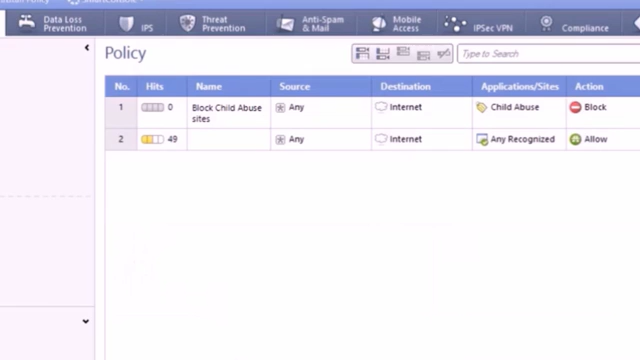 Data Loss Prevention
IPS
Threat Prevention
Anti-Spam & Mail
Mobile Access
IPSec VPN
Compliance
Policy
Type to Search
No. Hits Name Source Destination Applications/Sites Action
1 0 Block Child Abuse sites Any Internet Child Abuse Block
2 49 Any Internet Any Recognized Allow